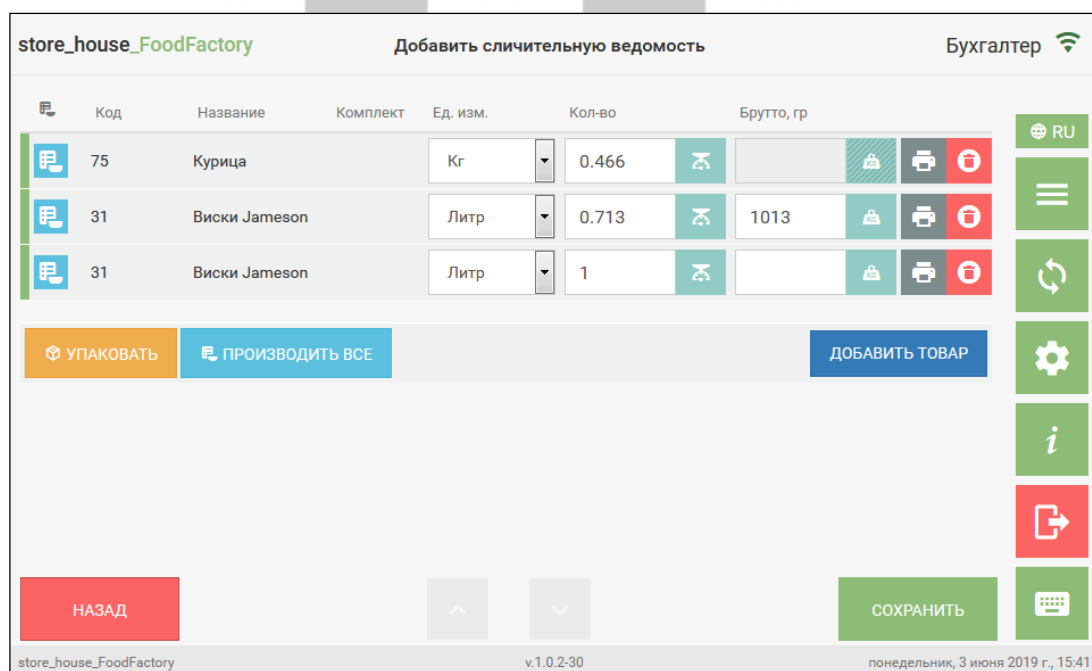 store_house_FoodFactory Добавить сличительную ведомость Бухгалтер
Код Название Комплект Ед. изм. Кол-во Брутто, гр
RU
75 Курица Кг 0.466
31 Виски Jameson Литр 0.713 1013
31 Виски Jameson Литр 1
УПАКОВАТЬ ПРОИЗВОДИТЬ ВСЕ ДОБАВИТЬ ТОВАР
i
НАЗАД СОХРАНИТЬ
store_house_FoodFactory v.1.0.2-30 понедельник, 3 июня 2019 г., 15:41